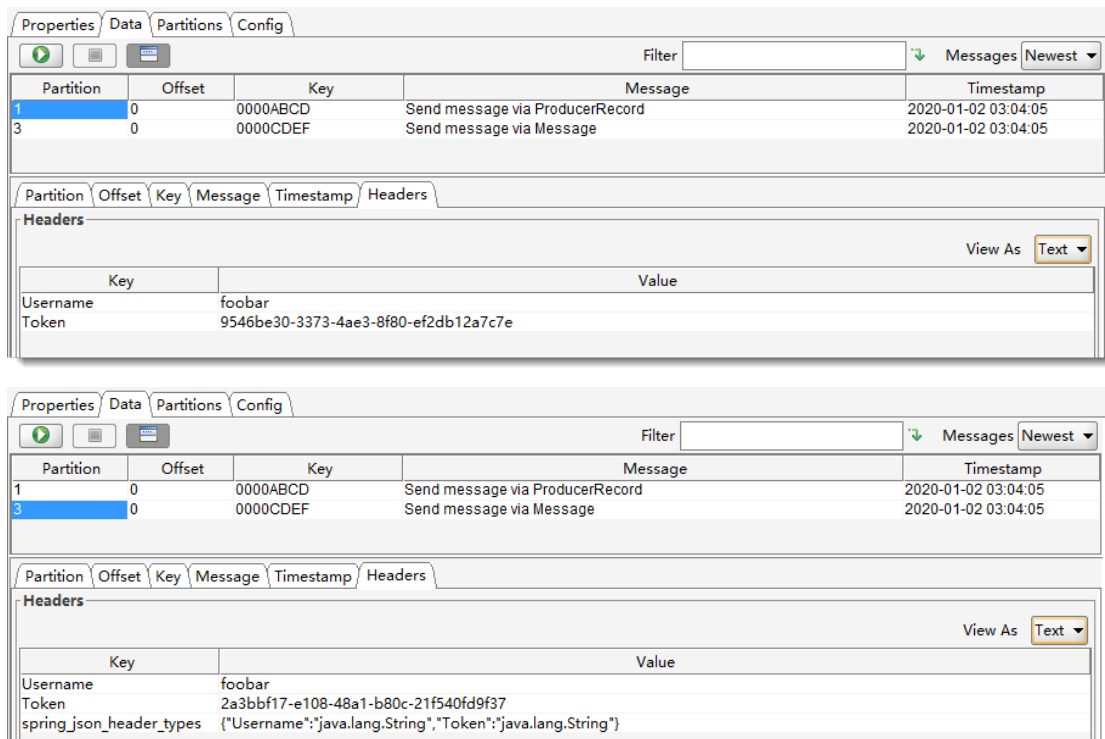 Properties Data Partitions Config
Filter Messages Newest
Partition Offset Key Message Timestamp
1 0 0000ABCD Send message via ProducerRecord 2020-01-02 03:04:05
3 0 0000CDEF Send message via Message 2020-01-02 03:04:05
Partition Offset Key Message Timestamp Headers
Headers
View As Text
Key Value
Username foobar
Token 9546be30-3373-4ae3-8f80-ef2db12a7c7e
Properties Data Partitions Config
Filter Messages Newest
Partition Offset Key Message Timestamp
1 0 0000ABCD Send message via ProducerRecord 2020-01-02 03:04:05
3 0 0000CDEF Send message via Message 2020-01-02 03:04:05
Partition Offset Key Message Timestamp Headers
Headers
View As Text
Key Value
Username foobar
Token 2a3bbf17-e108-48a1-b80c-21f540fd9f37
spring_json_header_types {"Username":"java.lang.String","Token":"java.lang.String"}